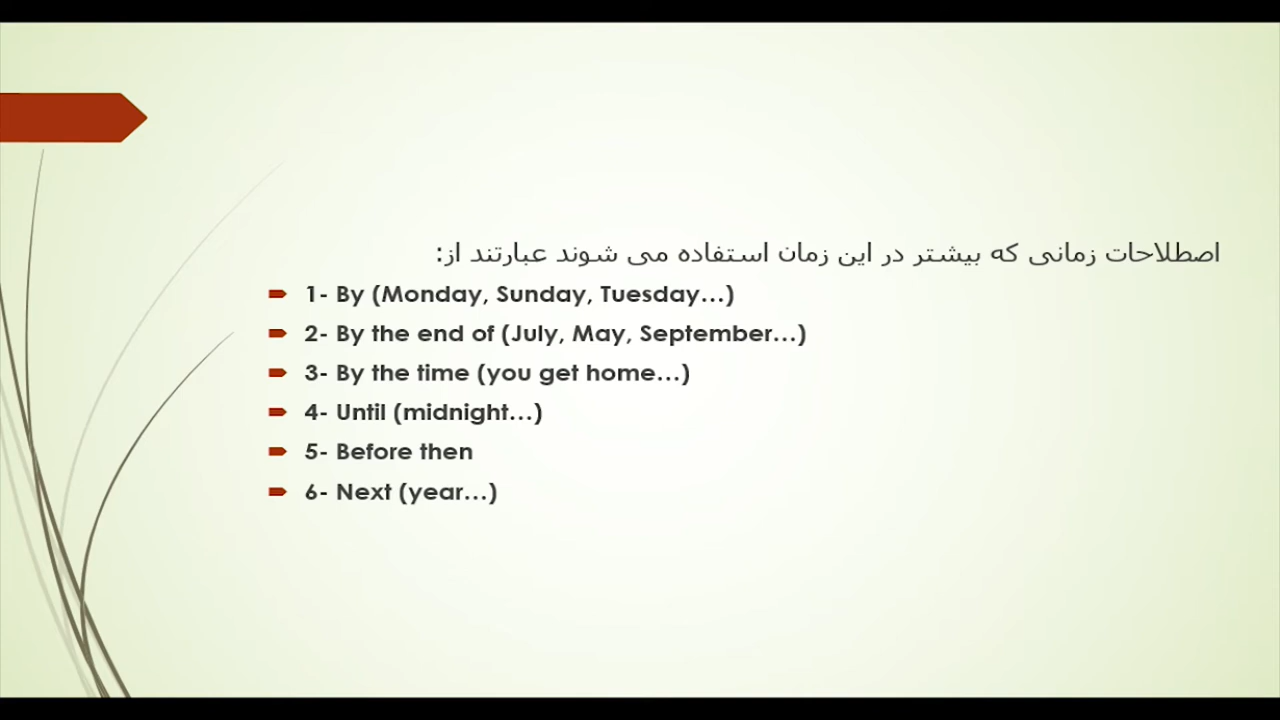 اصطلاحات زمانی که بیشتر در این زمان استفاده می شوند عبارتند از:
1- By (Monday, Sunday, Tuesday…)
2- By the end of (July, May, September…)
3- By the time (you get home…)
4- Until (midnight…)
5- Before then
6- Next (year…)